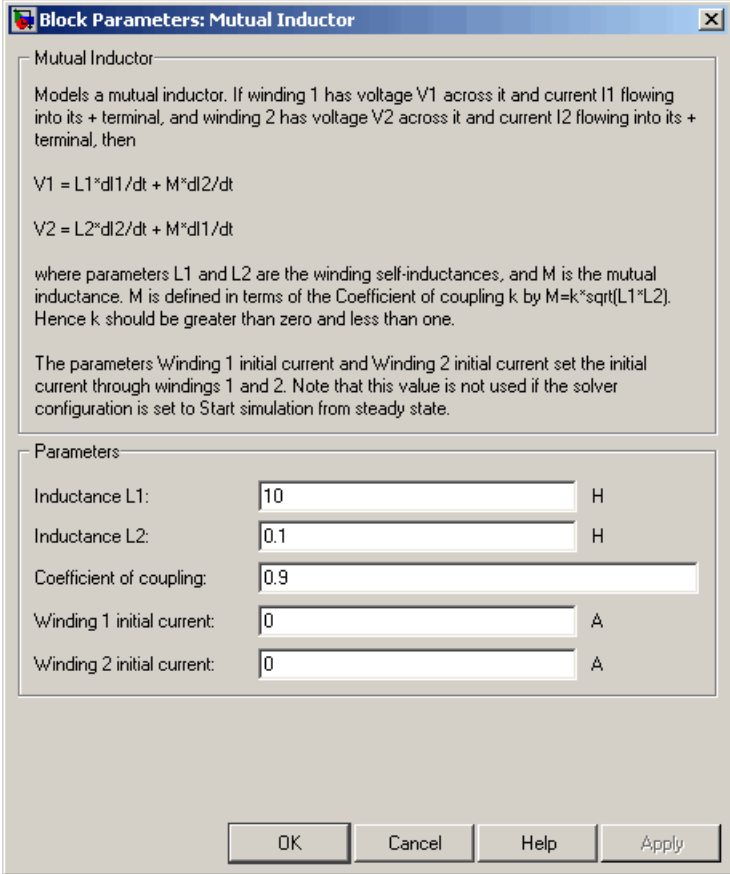 Block Parameters: Mutual Inductor
Mutual Inductor
Models a mutual inductor. If winding 1 has voltage V1 across it and current I1 flowing
into its + terminal, and winding 2 has voltage V2 across it and current I2 flowing into its +
terminal, then
V1 = L1*dI1/dt + M*dI2/dt
V2 = L2*dI2/dt + M*dI1/dt
where parameters L1 and L2 are the winding self-inductances, and M is the mutual
inductance. M is defined in terms of the Coefficient of coupling k by M=k*sqrt(L1*L2).
Hence k should be greater than zero and less than one.
The parameters Winding 1 initial current and Winding 2 initial current set the initial
current through windings 1 and 2. Note that this value is not used if the solver
configuration is set to Start simulation from steady state.
Parameters
Inductance L1: 10 H
Inductance L2: 0.1 H
Coefficient of coupling: 0.9
Winding 1 initial current: 0 A
Winding 2 initial current: 0 A
OK Cancel Help Apply